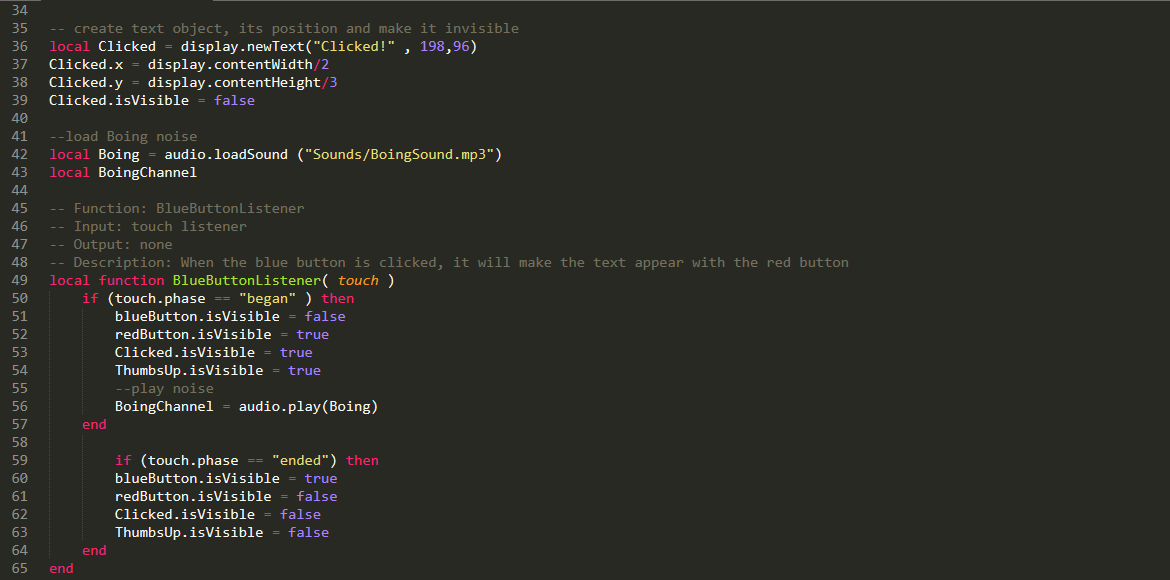 34
35 -- create text object, its position and make it invisible
36 local Clicked = display.newText("Clicked!" , 198,96)
37 Clicked.x = display.contentWidth/2
38 Clicked.y = display.contentHeight/3
39 Clicked.isVisible = false
40
41 --load Boing noise
42 local Boing = audio.loadSound ("Sounds/BoingSound.mp3")
43 local BoingChannel
44
45 -- Function: BlueButtonListener
46 -- Input: touch listener
47 -- Output: none
48 -- Description: When the blue button is clicked, it will make the text appear with the red button
49 local function BlueButtonListener( touch )
50     if (touch.phase == "began" ) then
51         blueButton.isVisible = false
52         redButton.isVisible = true
53         Clicked.isVisible = true
54         ThumbsUp.isVisible = true
55         --play noise
56         BoingChannel = audio.play(Boing)
57     end
58
59         if (touch.phase == "ended") then
60         blueButton.isVisible = true
61         redButton.isVisible = false
62         Clicked.isVisible = false
63         ThumbsUp.isVisible = false
64     end
65 end